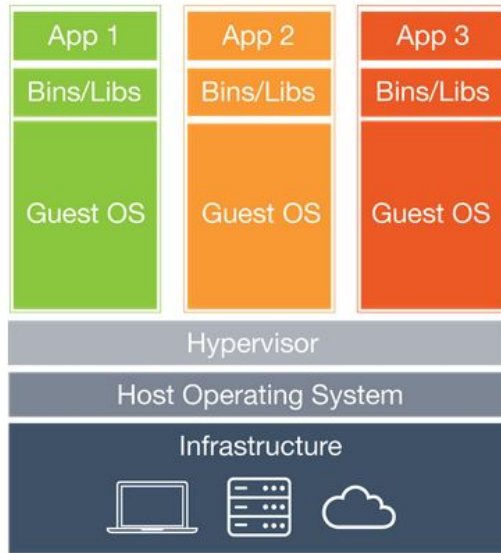 App 1
App 2
App 3
Bins/Libs
Bins/Libs
Bins/Libs
Guest OS
Guest OS
Guest OS
Hypervisor
Host Operating System
Infrastructure